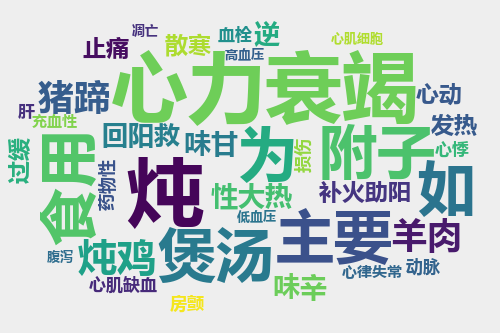 凋亡
血栓
逆
心肌细胞
止痛
散寒
高血压
心力衰竭
猪蹄
心动
肝
充血性
回阳救
味甘
为
附子
发热
过缓
食用
炖
损伤
心悸
药物性
性大热
补火助阳
如
低血压
主要
羊肉
炖鸡
煲汤
腹泻
心肌缺血
味辛
心律失常
动脉
房颤